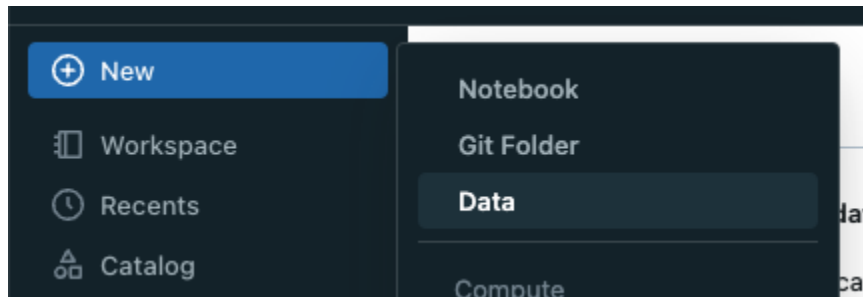 New
Workspace
Recents
Catalog
Notebook
Git Folder
Data
Compute